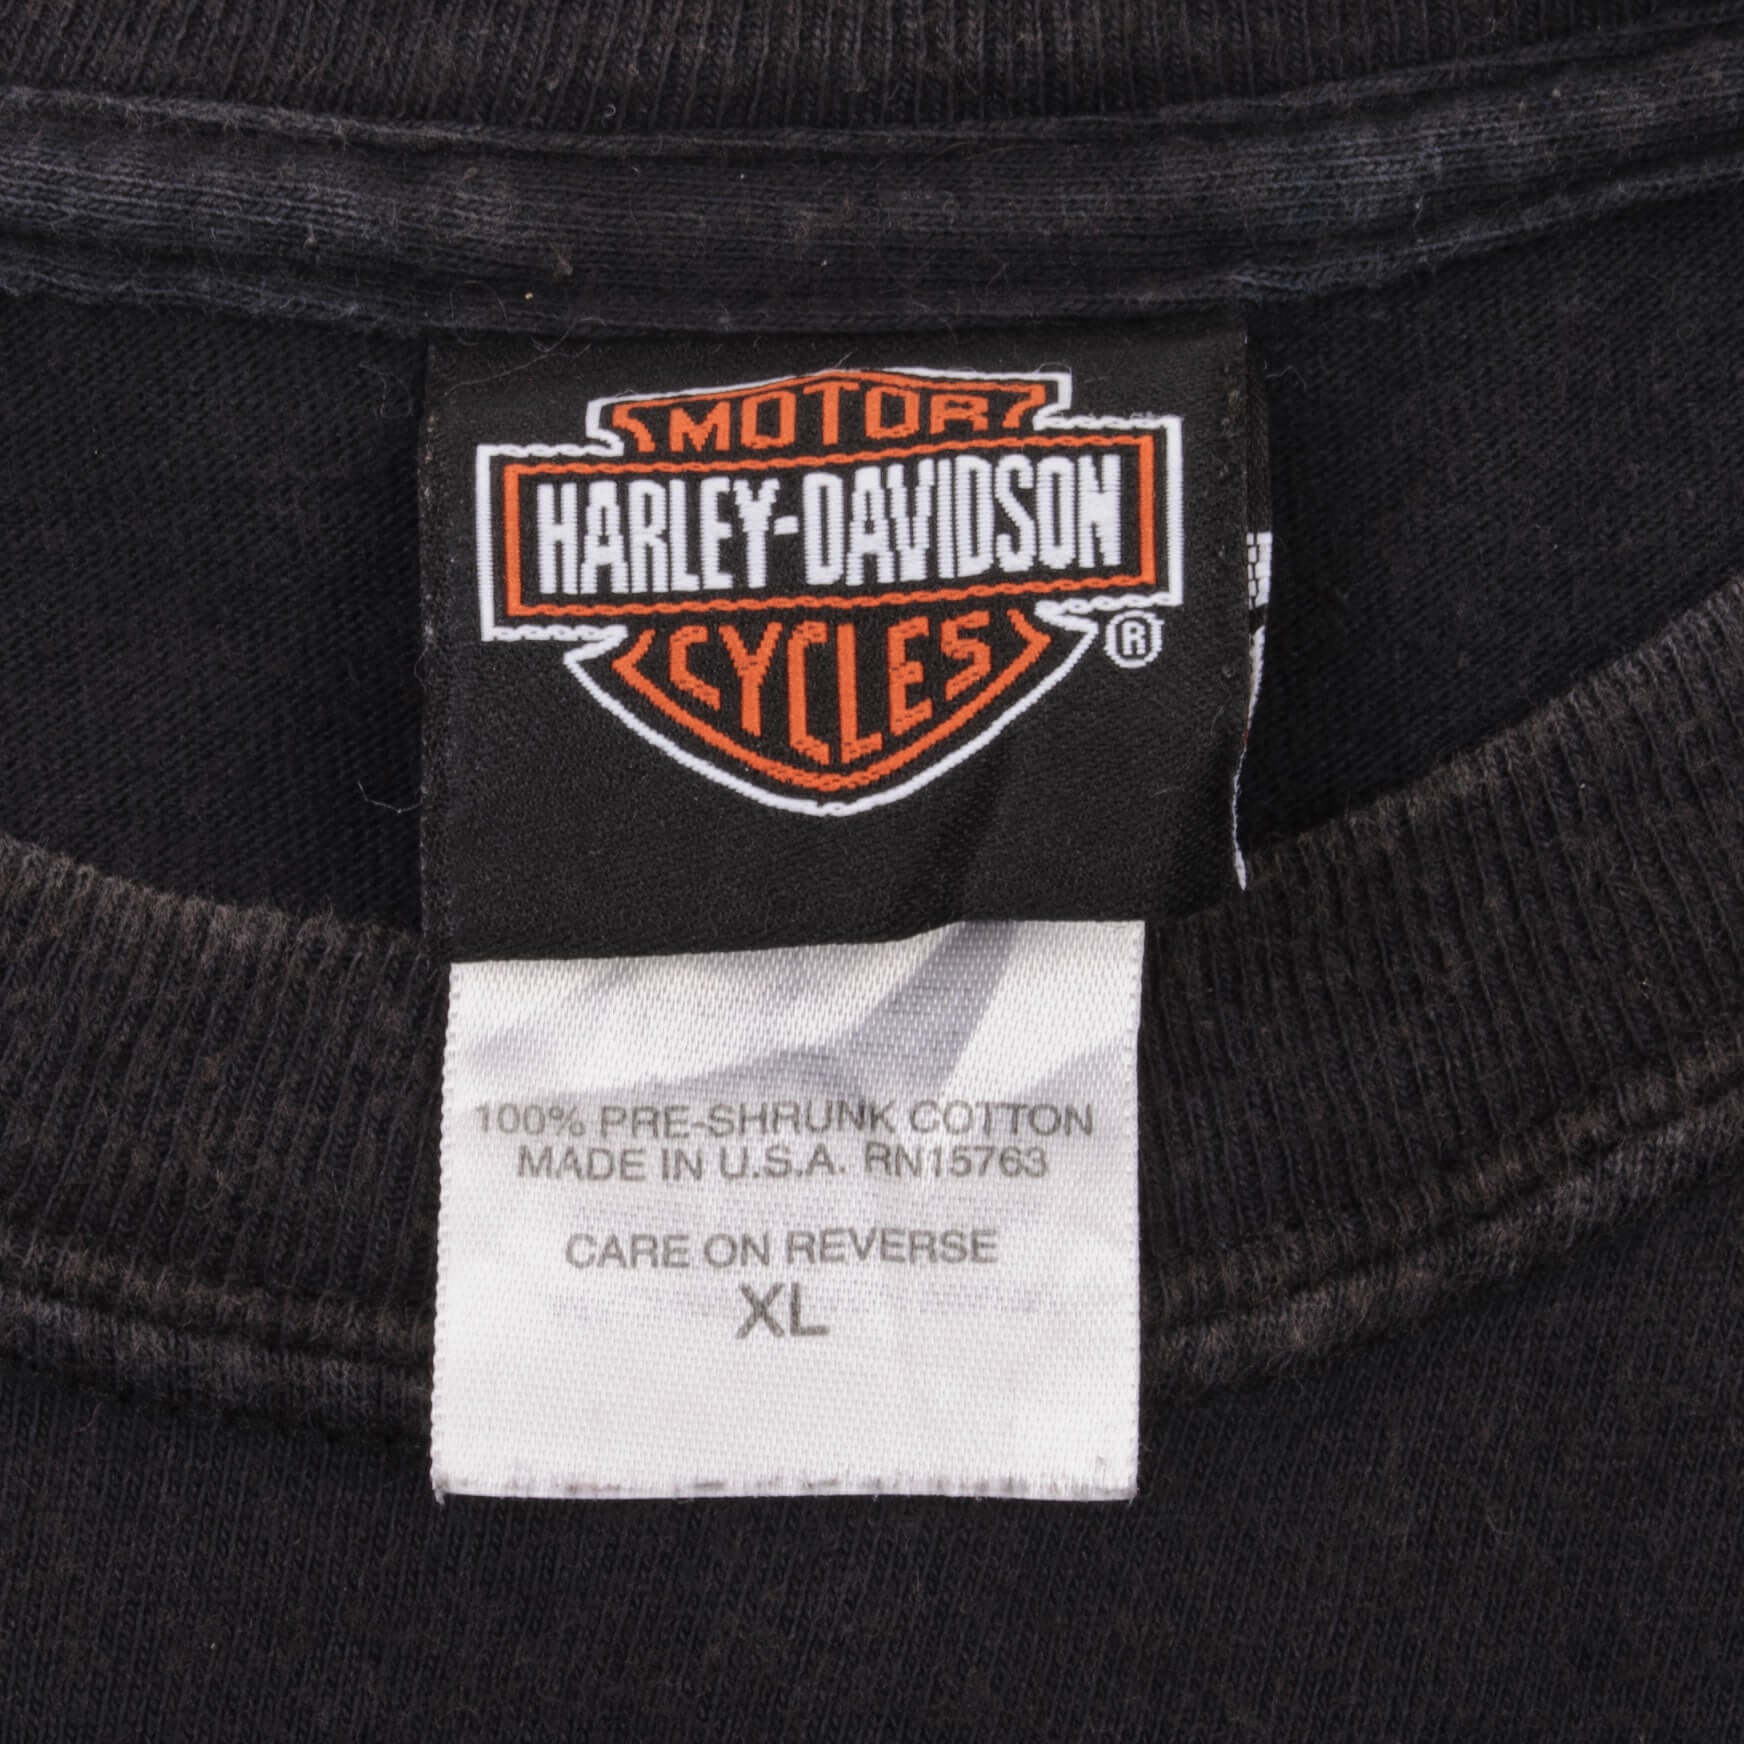 MOTOR
HARLEY-DAVIDSON
CYCLES
®
100% PRE-SHRUNK COTTON
MADE IN U.S.A. RN15763
CARE ON REVERSE
XL